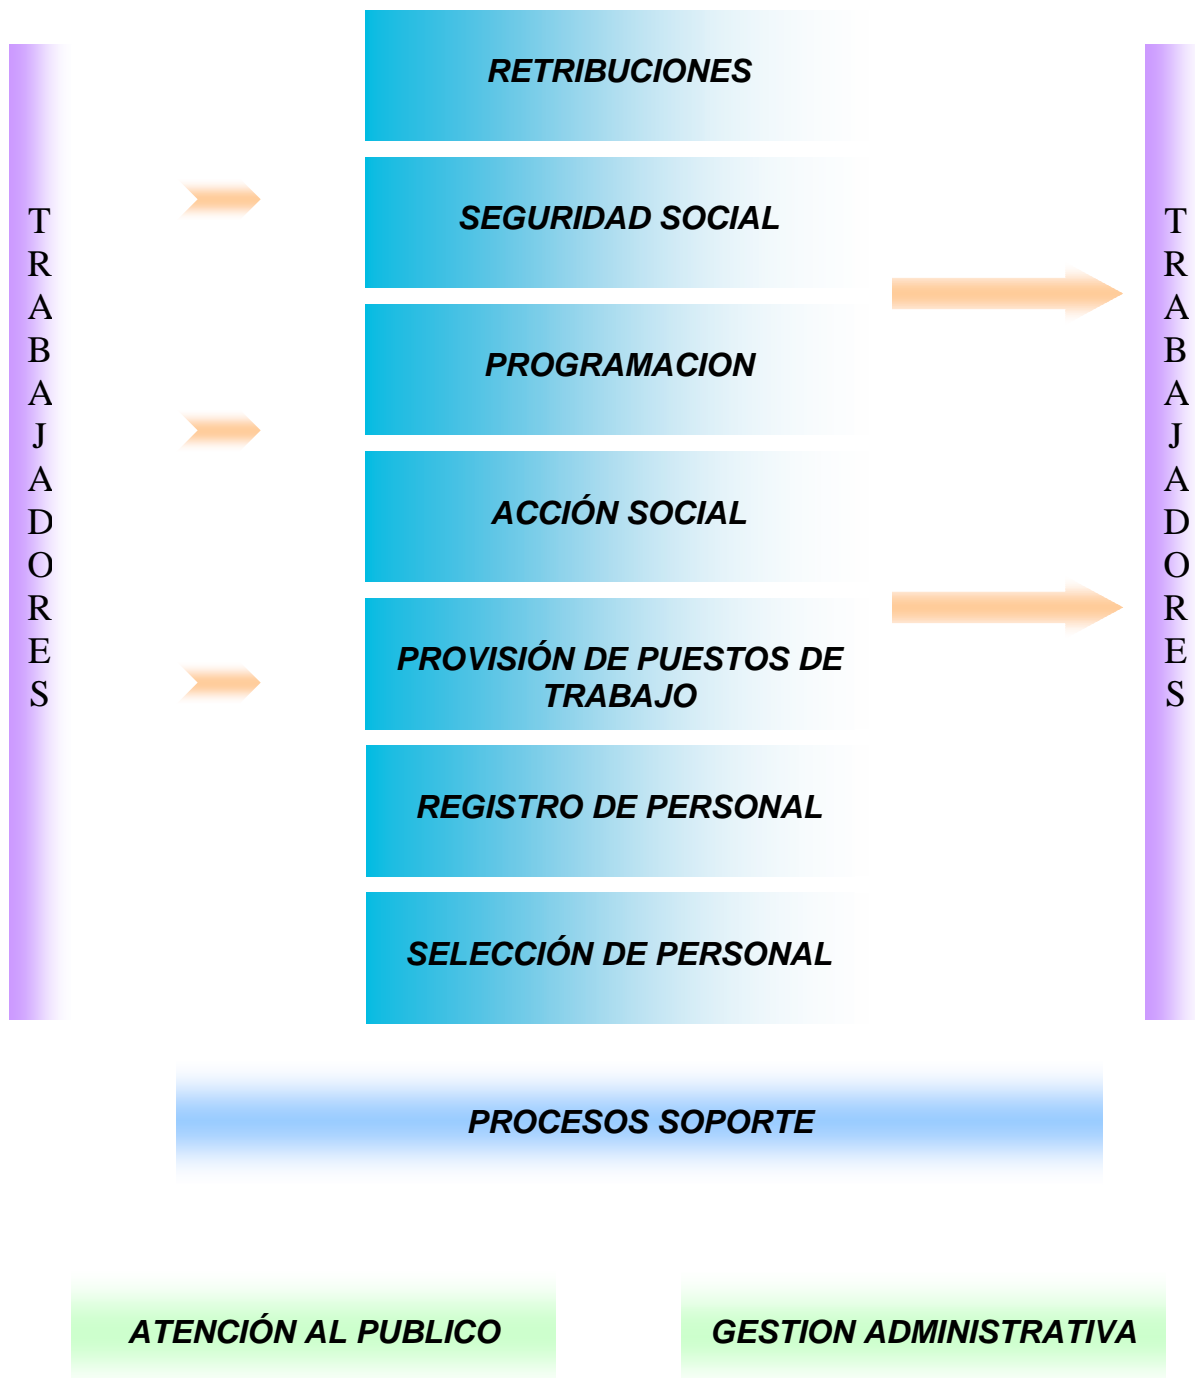 TRABAJADORES
RETRIBUCIONES
SEGURIDAD SOCIAL
PROGRAMACION
ACCIÓN SOCIAL
PROVISIÓN DE PUESTOS DE
TRABAJO
REGISTRO DE PERSONAL
SELECCIÓN DE PERSONAL
TRABAJADORES
PROCESOS SOPORTE
ATENCIÓN AL PUBLICO
GESTION ADMINISTRATIVA